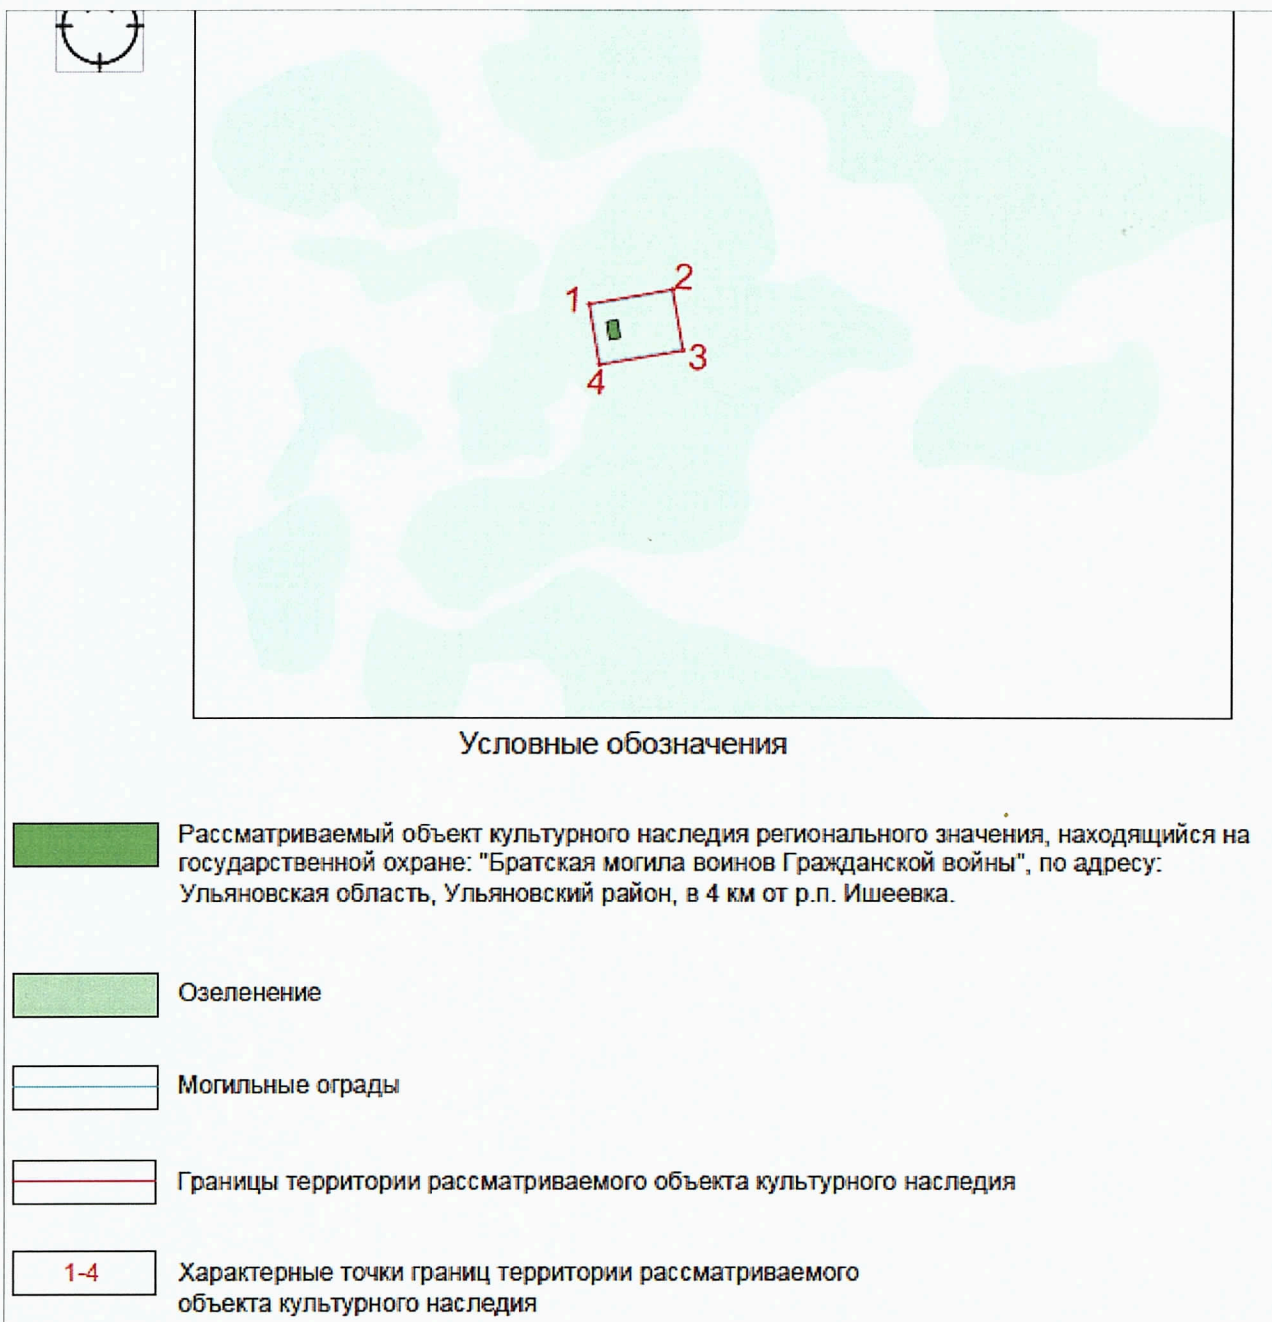 1
2
3
4
Условные обозначения
Рассматриваемый объект культурного наследия регионального значения, находящийся на
государственной охране: "Братская могила воинов Гражданской войны", по адресу:
Ульяновская область, Ульяновский район, в 4 км от р.п. Ишеевка.
Озеленение
Могильные ограды
Границы территории рассматриваемого объекта культурного наследия
1-4
Характерные точки границ территории рассматриваемого
объекта культурного наследия